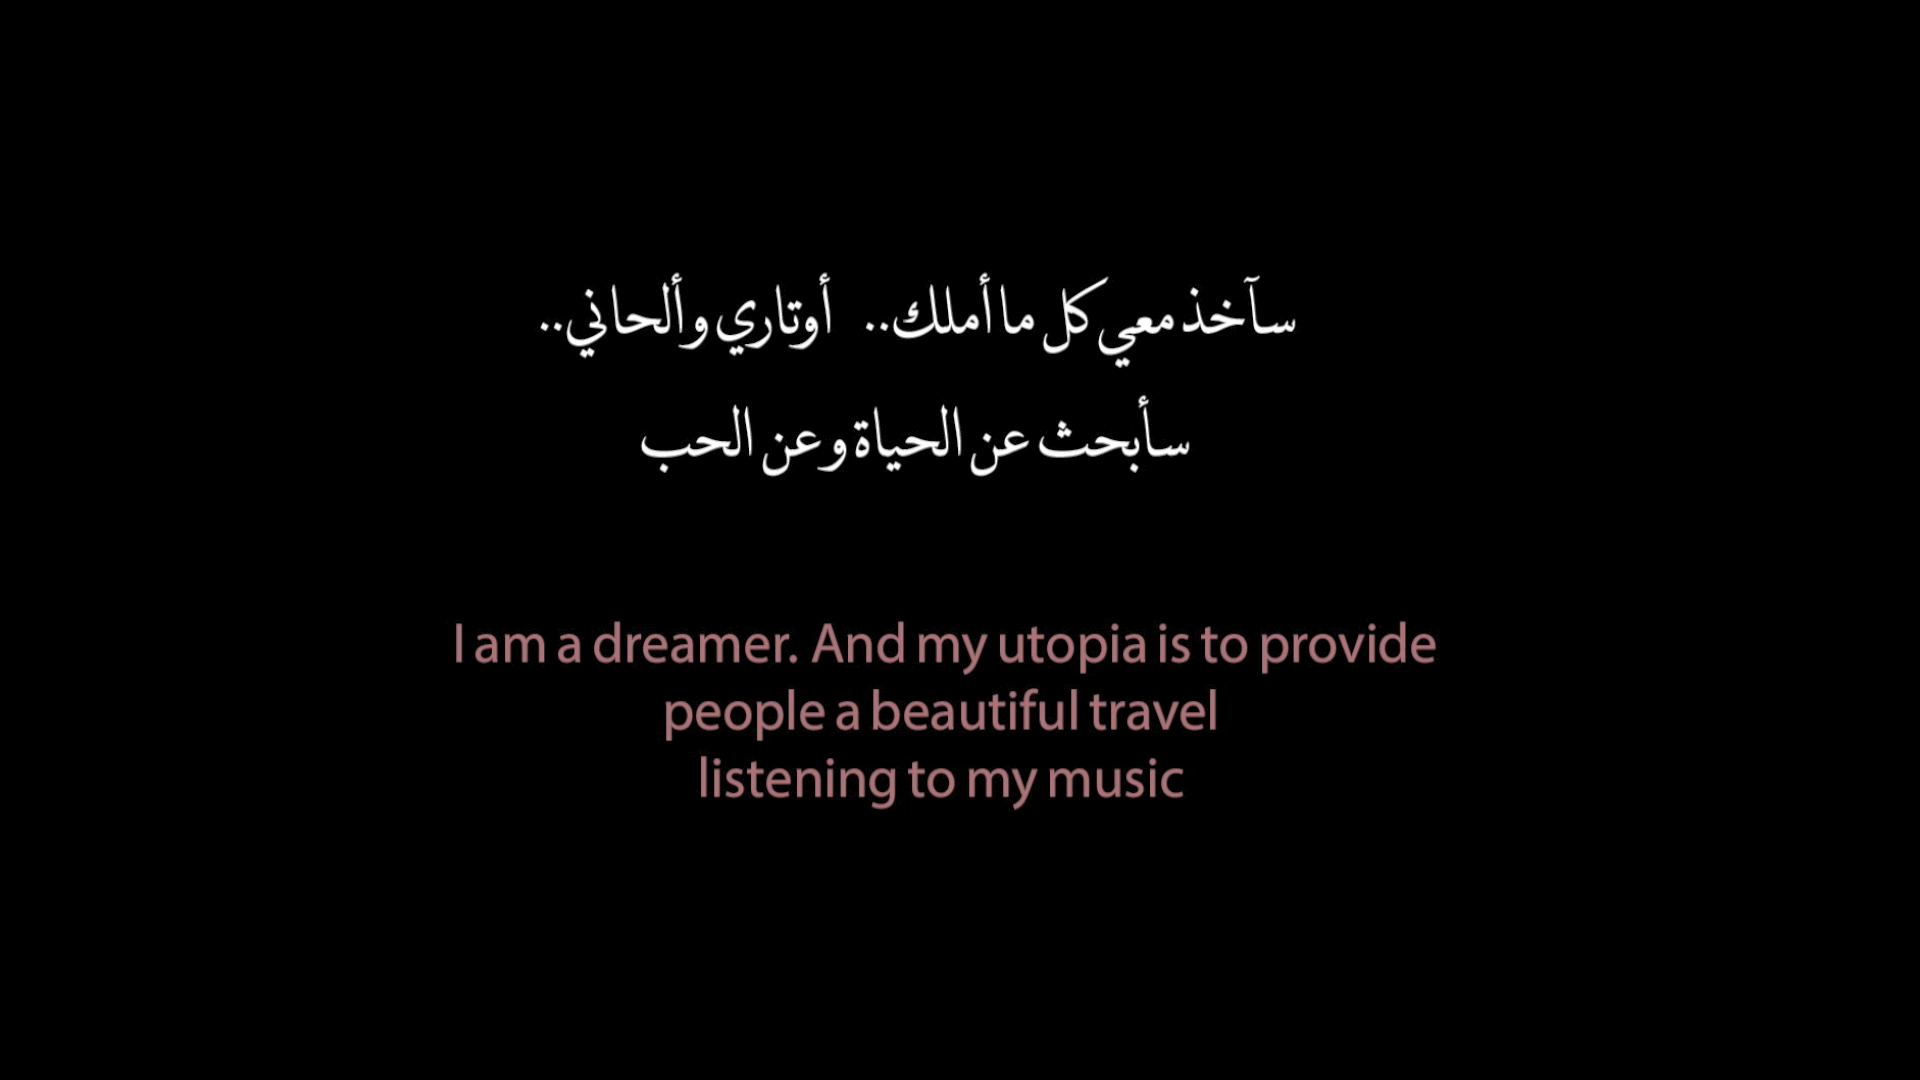 سآخذ معي كل ما أملك.. أوتاري وألحاني..
سأبحث عن الحياة وعن الحب
I am a dreamer. And my utopia is to provide
people a beautiful travel
listening to my music